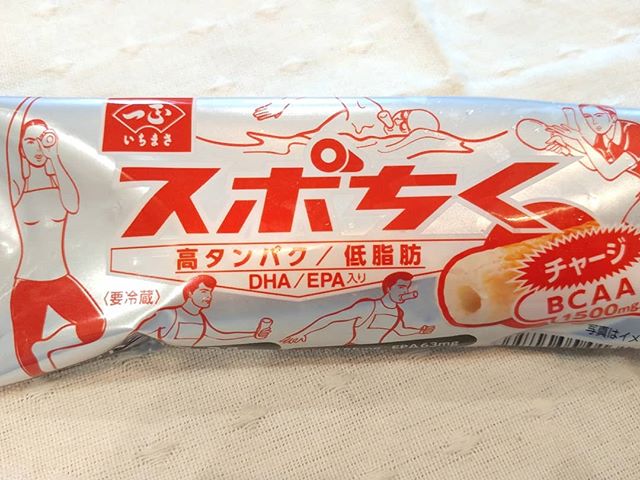 一正
いちまさ
スポちく
高タンパク/低脂肪
DHA/EPA入り
〈要冷蔵〉
チャージ
BCAA
1500mg
EPA 63mg
写真はイメ